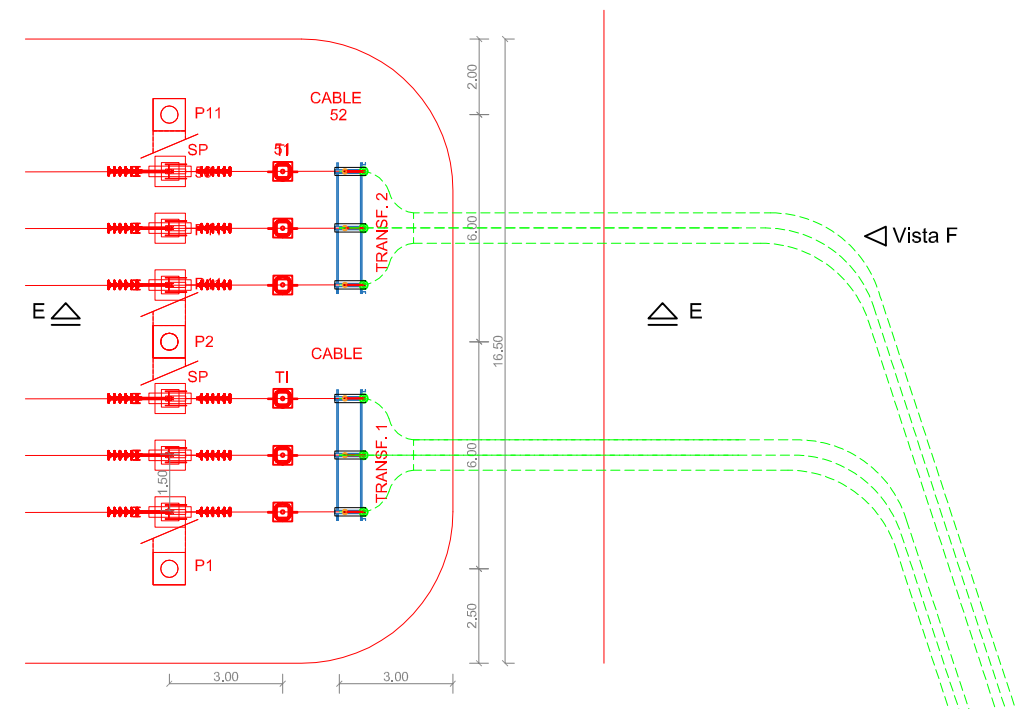 2.00
CABLE
52
P11
SP
TI
TRANSF. 2
6.00
Vista F
E
E
P2
16.50
CABLE
SP
TI
TRANSF. 1
6.00
1.50
P1
2.50
3.00
3.00